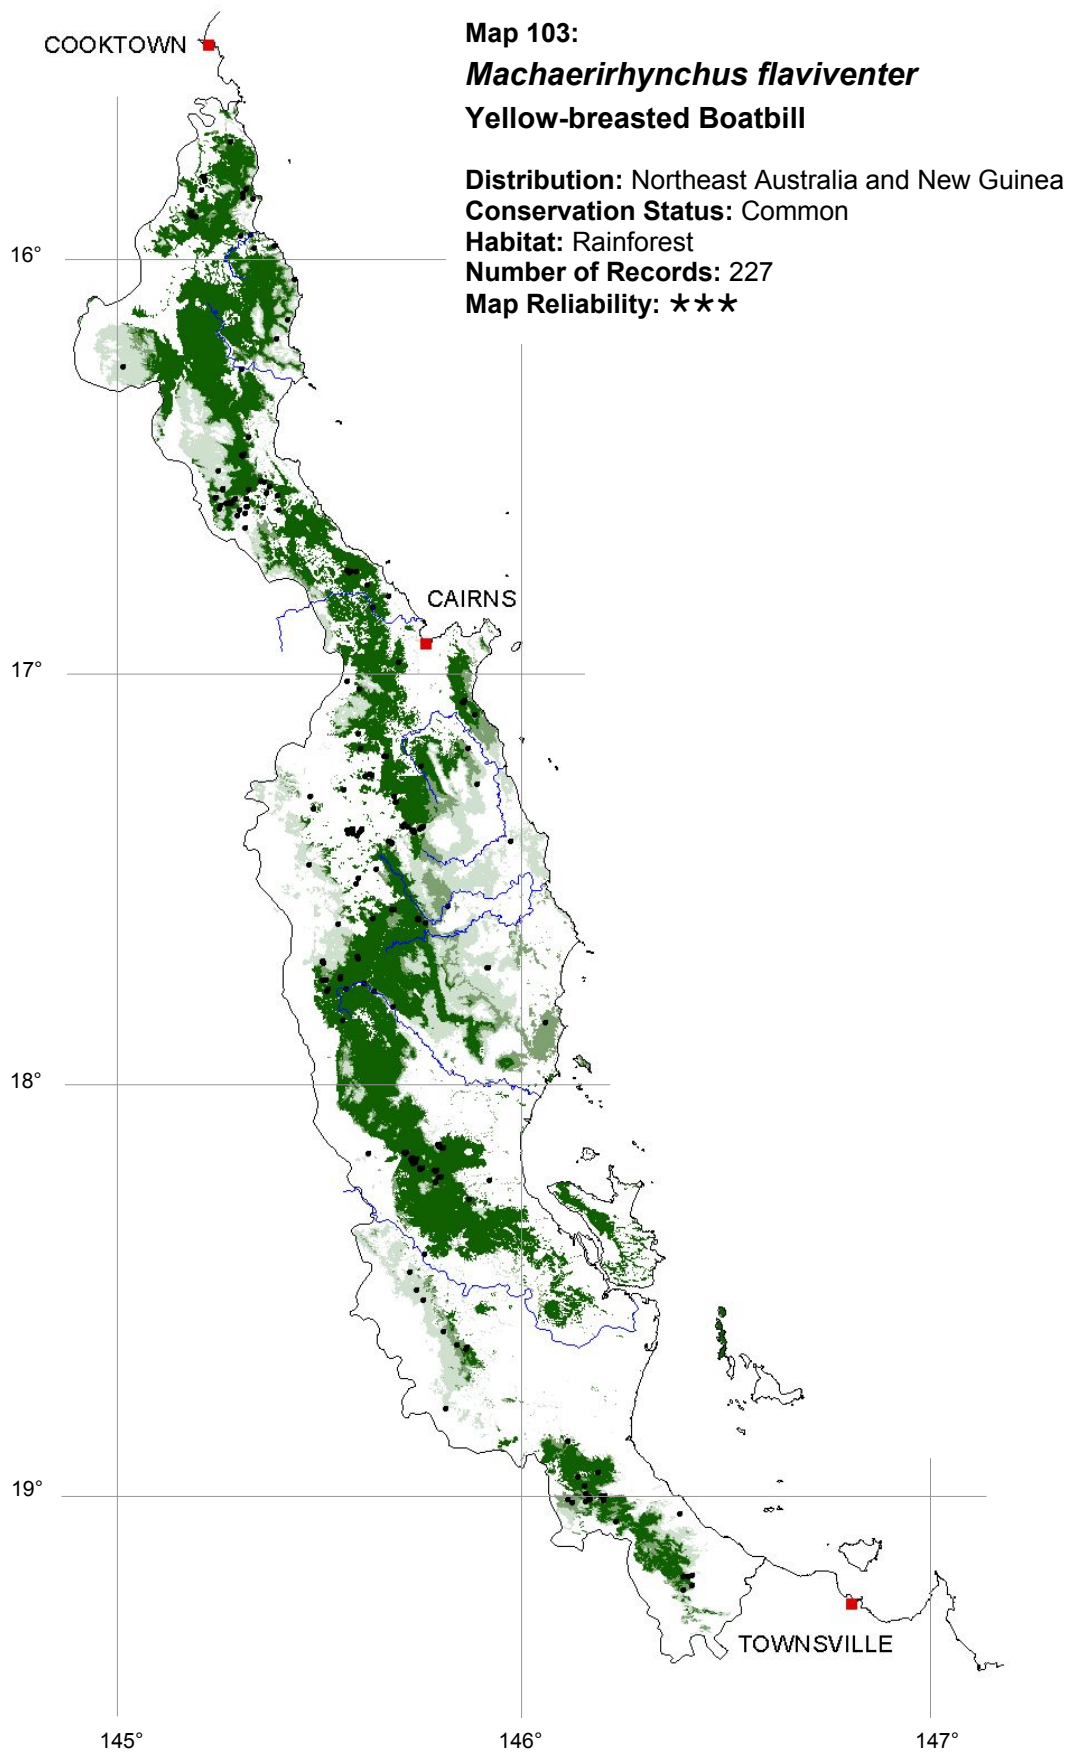 Map 103:
Machaerirhynchus flaviventer
Yellow-breasted Boatbill
Distribution: Northeast Australia and New Guinea
Conservation Status: Common
Habitat: Rainforest
Number of Records: 227
Map Reliability: ★★★
COOKTOWN
16°
CAIRNS
17°
18°
19°
TOWNSVILLE
145°
146°
147°